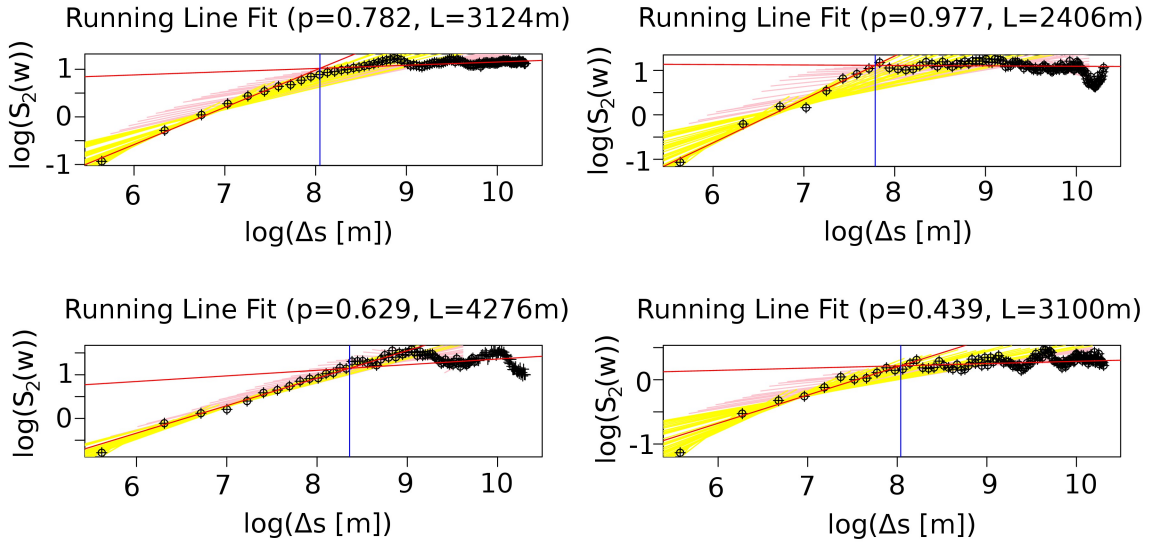 Running Line Fit (p=0.782, L=3124m)
log(S₂(w))
1
0
-1
6 7 8 9 10
log(Δs [m])
Running Line Fit (p=0.977, L=2406m)
log(S₂(w))
1
0
-1
6 7 8 9 10
log(Δs [m])
Running Line Fit (p=0.629, L=4276m)
log(S₂(w))
1
0
6 7 8 9 10
log(Δs [m])
Running Line Fit (p=0.439, L=3100m)
log(S₂(w))
0
-1
6 7 8 9 10
log(Δs [m])